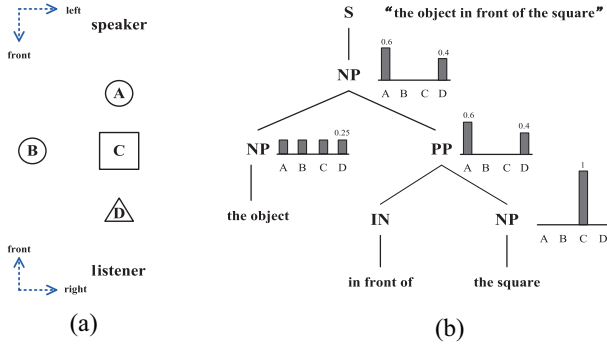 left
speaker
front
A
B
C
D
front
listener
right
(a)
S
“the object in front of the square”
0.6
0.4
NP
A B C D
NP
0.25
A B C D
PP
0.6
0.4
A B C D
1
the object
IN
NP
A B C D
in front of
the square
(b)